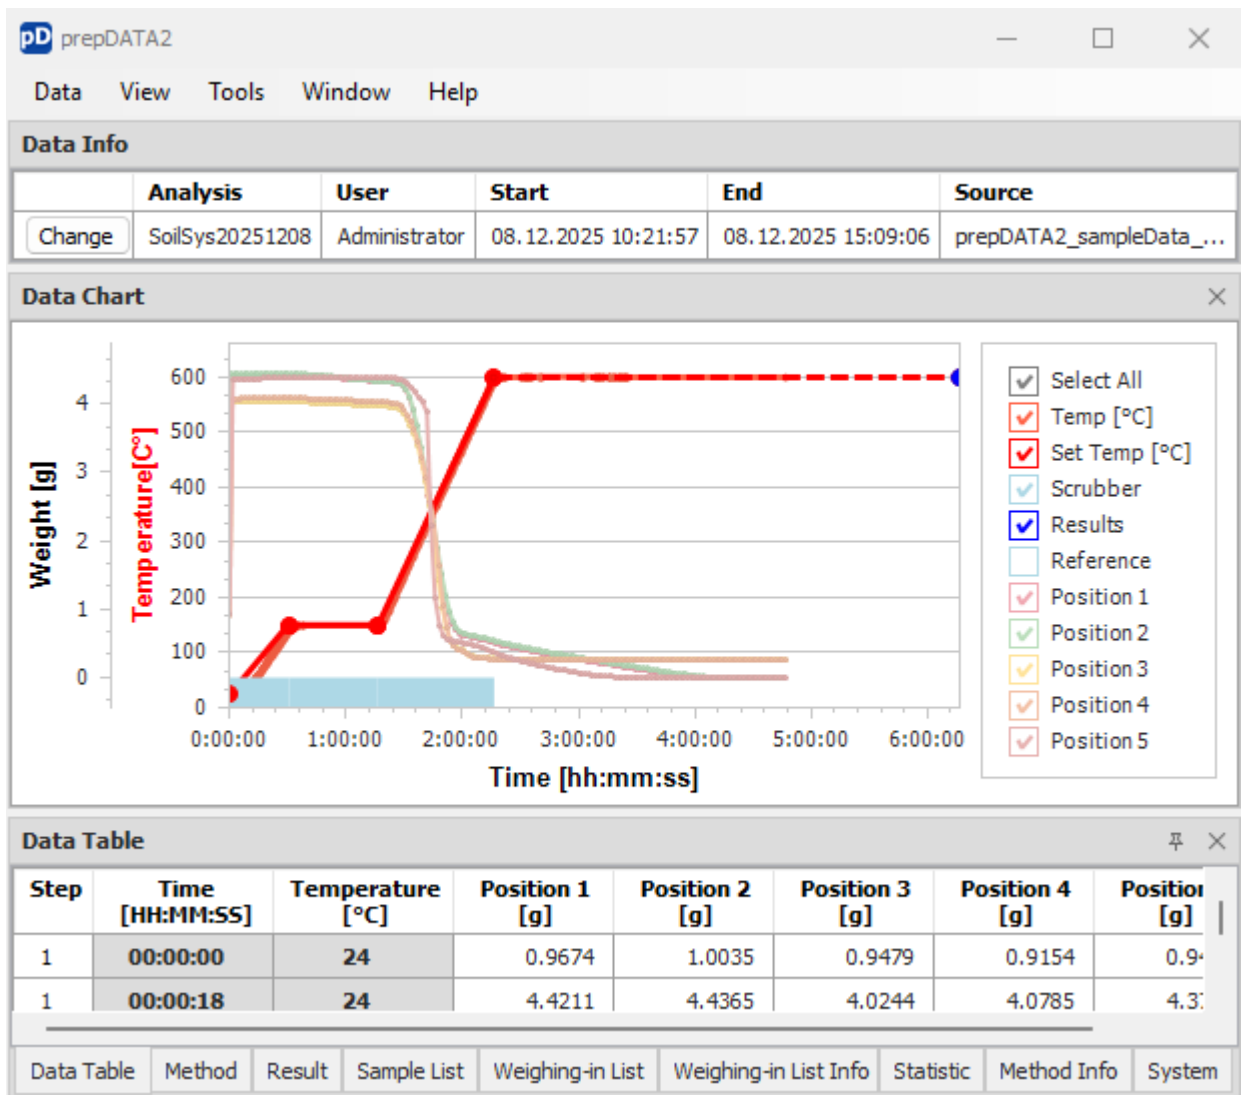 pD prepDATA2
Data View Tools Window Help
Data Info
Analysis User Start End Source
Change SoilSys20251208 Administrator 08.12.2025 10:21:57 08.12.2025 15:09:06 prepDATA2_sampleData_...
Data Chart
Weight [g]
4
3
2
1
0
Temperature[C°]
600
500
400
300
200
100
0
0:00:00 1:00:00 2:00:00 3:00:00 4:00:00 5:00:00 6:00:00
Time [hh:mm:ss]
Select All
Temp [°C]
Set Temp [°C]
Scrubber
Results
Reference
Position 1
Position 2
Position 3
Position 4
Position 5
Data Table
Step Time [HH:MM:SS] Temperature [°C] Position 1 [g] Position 2 [g] Position 3 [g] Position 4 [g] Position [g]
1 00:00:00 24 0.9674 1.0035 0.9479 0.9154 0.9
1 00:00:18 24 4.4211 4.4365 4.0244 4.0785 4.3
Data Table Method Result Sample List Weighing-in List Weighing-in List Info Statistic Method Info System